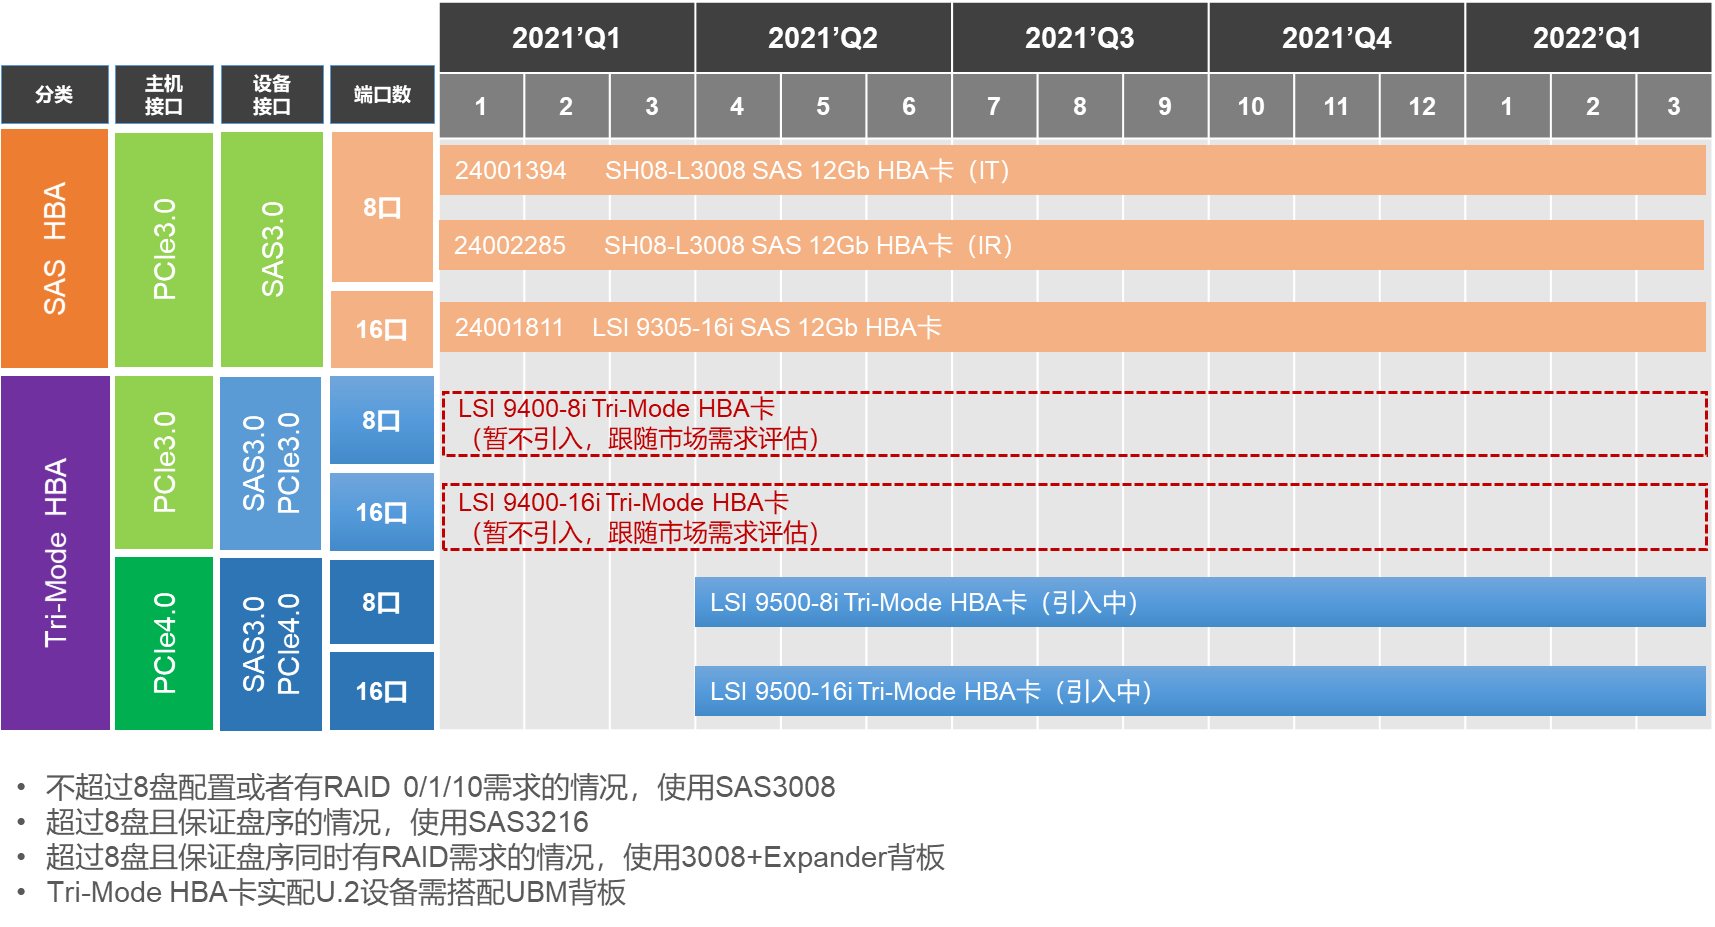 2021’Q1 2021’Q2 2021’Q3 2021’Q4 2022’Q1
分类 主机接口 设备接口 端口数 1 2 3 4 5 6 7 8 9 10 11 12 1 2 3
SAS HBA
PCIe3.0
SAS3.0
8口
24001394 SH08-L3008 SAS 12Gb HBA卡（IT）
24002285 SH08-L3008 SAS 12Gb HBA卡（IR）
16口
24001811 LSI 9305-16i SAS 12Gb HBA卡
Tri-Mode HBA
PCIe3.0
SAS3.0
PCIe3.0
8口
LSI 9400-8i Tri-Mode HBA卡
（暂不引入，跟随市场需求评估）
16口
LSI 9400-16i Tri-Mode HBA卡
（暂不引入，跟随市场需求评估）
PCIe4.0
SAS3.0
PCIe4.0
8口
LSI 9500-8i Tri-Mode HBA卡（引入中）
16口
LSI 9500-16i Tri-Mode HBA卡（引入中）
• 不超过8盘配置或者有RAID 0/1/10需求的情况，使用SAS3008
• 超过8盘且保证盘序的情况，使用SAS3216
• 超过8盘且保证盘序同时有RAID需求的情况，使用3008+Expander背板
• Tri-Mode HBA卡实配U.2设备需搭配UBM背板